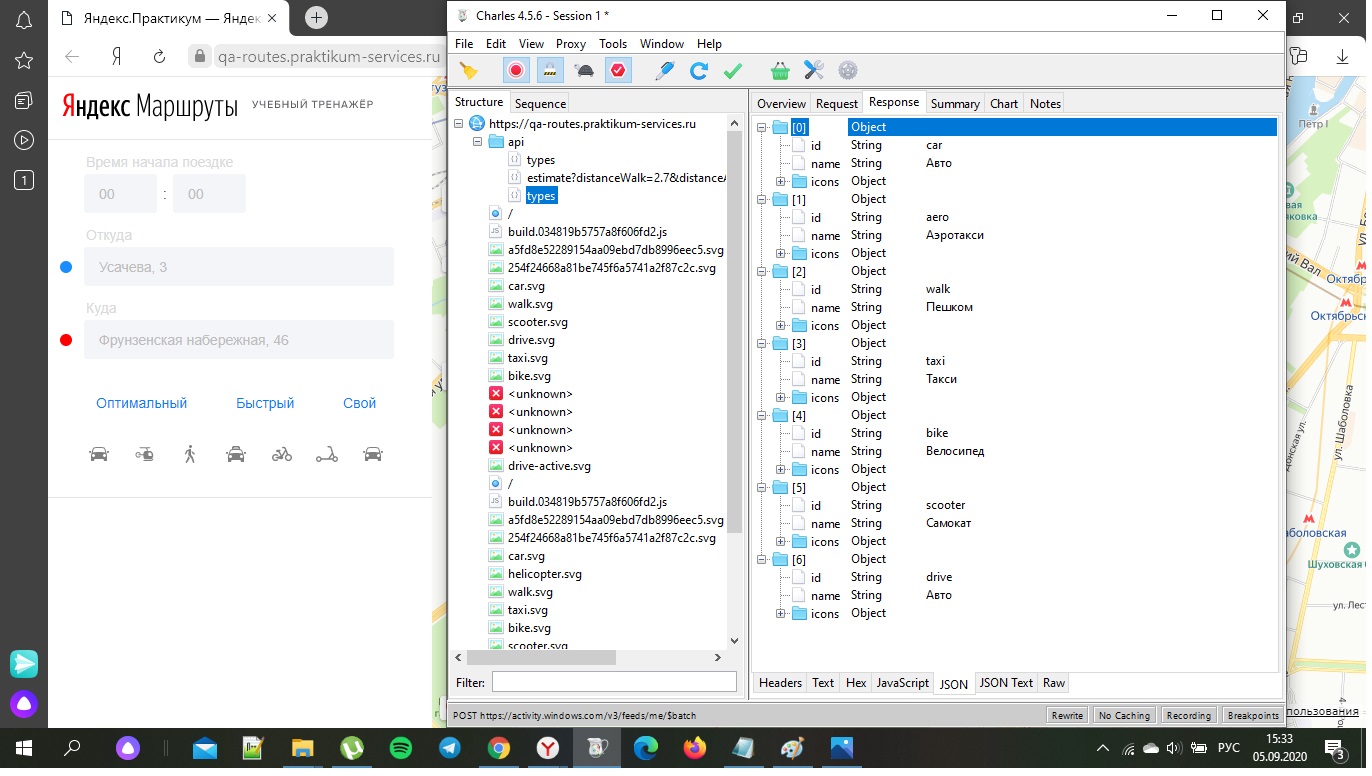 Яндекс.Практикум — Яндек
Я
qa-routes.praktikum-services.ru
1
Яндекс Маршруты
УЧЕБНЫЙ ТРЕНАЖЁР
Время начала поездке
00 : 00
Откуда
Усачева, 3
Куда
Фрунзенская набережная, 46
Оптимальный Быстрый Свой
Charles 4.5.6 - Session 1 *
File Edit View Proxy Tools Window Help
Structure Sequence
https://qa-routes.praktikum-services.ru
api
types
estimate?distanceWalk=2.7&distanceA
types
/
build.034819b5757a8f606fd2.js
a5fd8e52289154aa09ebd7db8996eec5.svg
254f24668a81be745f6a5741a2f87c2c.svg
car.svg
walk.svg
scooter.svg
drive.svg
taxi.svg
bike.svg
<unknown>
<unknown>
<unknown>
<unknown>
drive-active.svg
/
build.034819b5757a8f606fd2.js
a5fd8e52289154aa09ebd7db8996eec5.svg
254f24668a81be745f6a5741a2f87c2c.svg
car.svg
helicopter.svg
walk.svg
taxi.svg
bike.svg
scooter.svg
Filter:
Overview Request Response Summary Chart Notes
[0] Object
id String car
name String Авто
icons Object
[1] Object
id String aero
name String Аэротакси
icons Object
[2] Object
id String walk
name String Пешком
icons Object
[3] Object
id String taxi
name String Такси
icons Object
[4] Object
id String bike
name String Велосипед
icons Object
[5] Object
id String scooter
name String Самокат
icons Object
[6] Object
id String drive
name String Авто
icons Object
Headers Text Hex JavaScript JSON JSON Text Raw
POST https://activity.windows.com/v3/feeds/me/$batch
Rewrite No Caching Recording Breakpoints
Пётр I
Октябрь
Октябрьск
ул. Шаболовка
Донская ул.
аболовская
Шуховская б
ул. Лест
пользования
РУС
15:33
05.09.2020
3